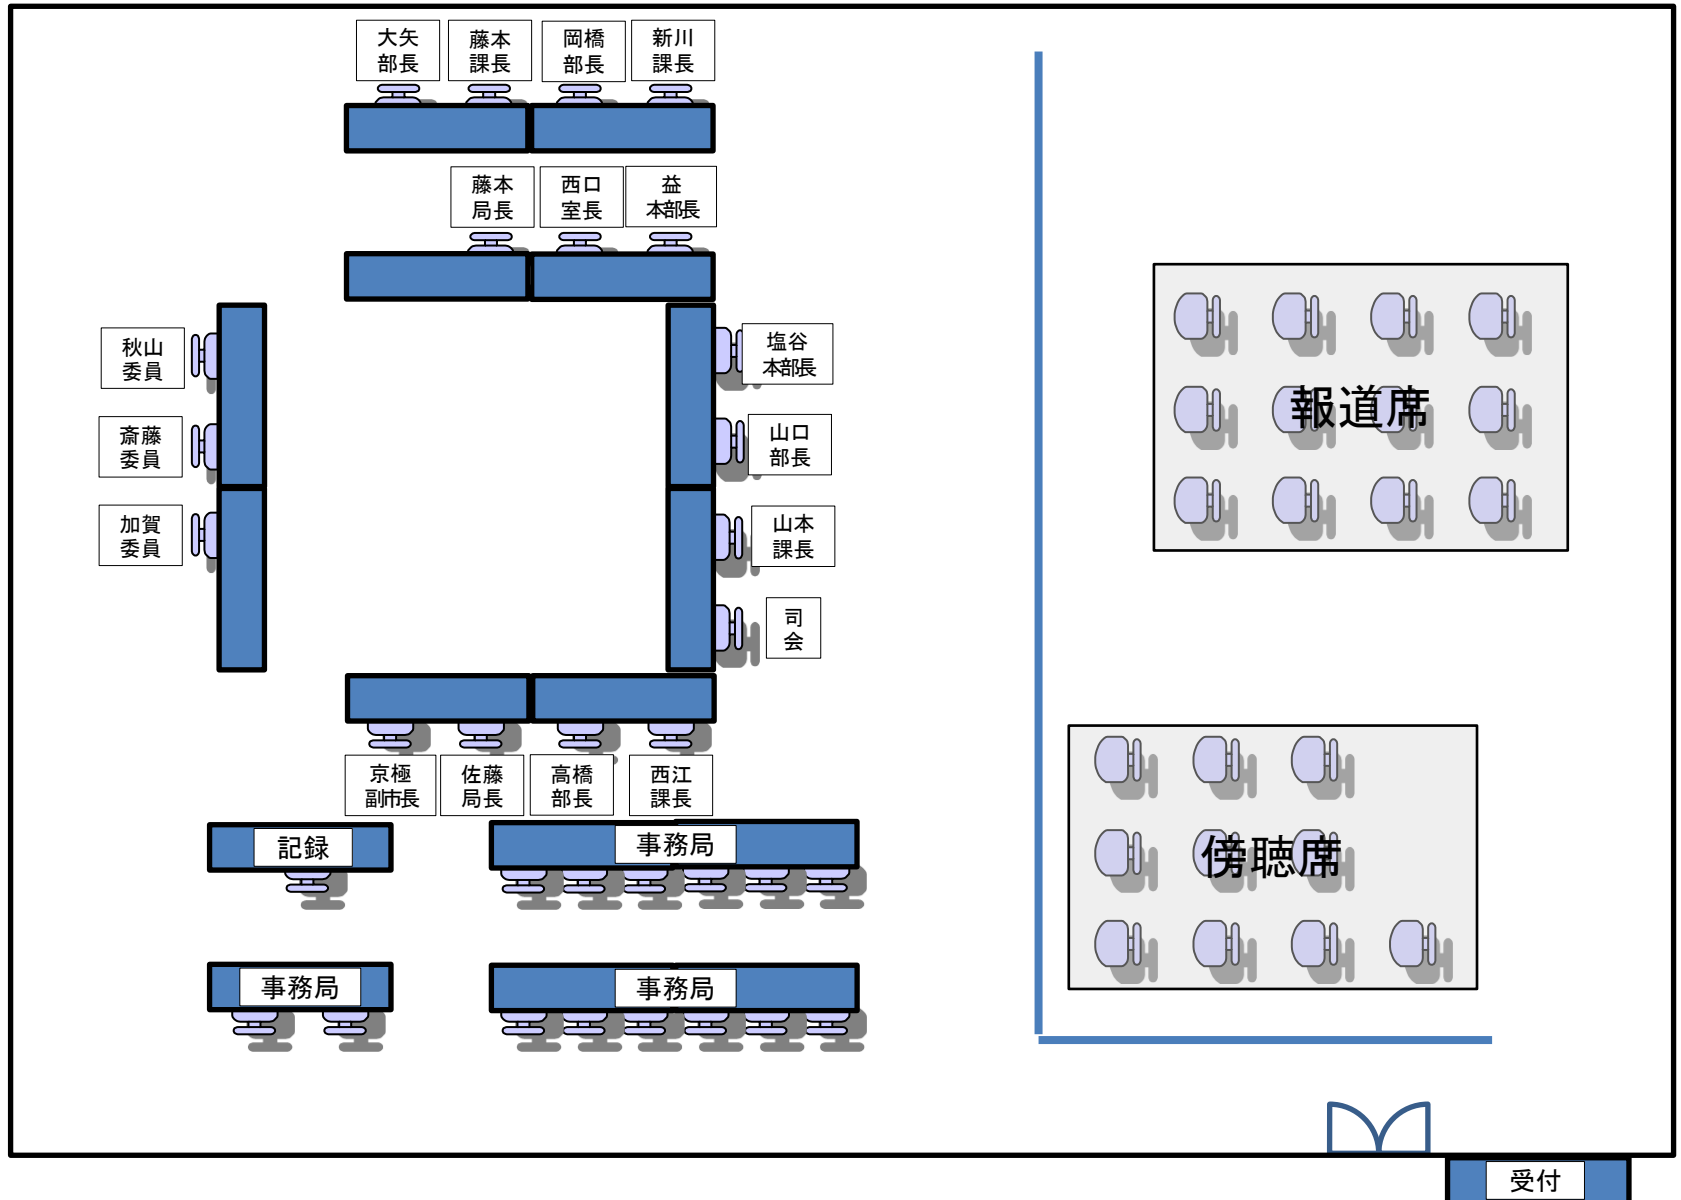 大矢
部長
藤本
課長
岡橋
部長
新川
課長
藤本
局長
西口
室長
益
本部長
秋山
委員
斎藤
委員
加賀
委員
塩谷
本部長
山口
部長
山本
課長
司
会
京極
副市長
佐藤
局長
高橋
部長
西江
課長
記録
事務局
事務局
事務局
報道席
傍聴席
受付